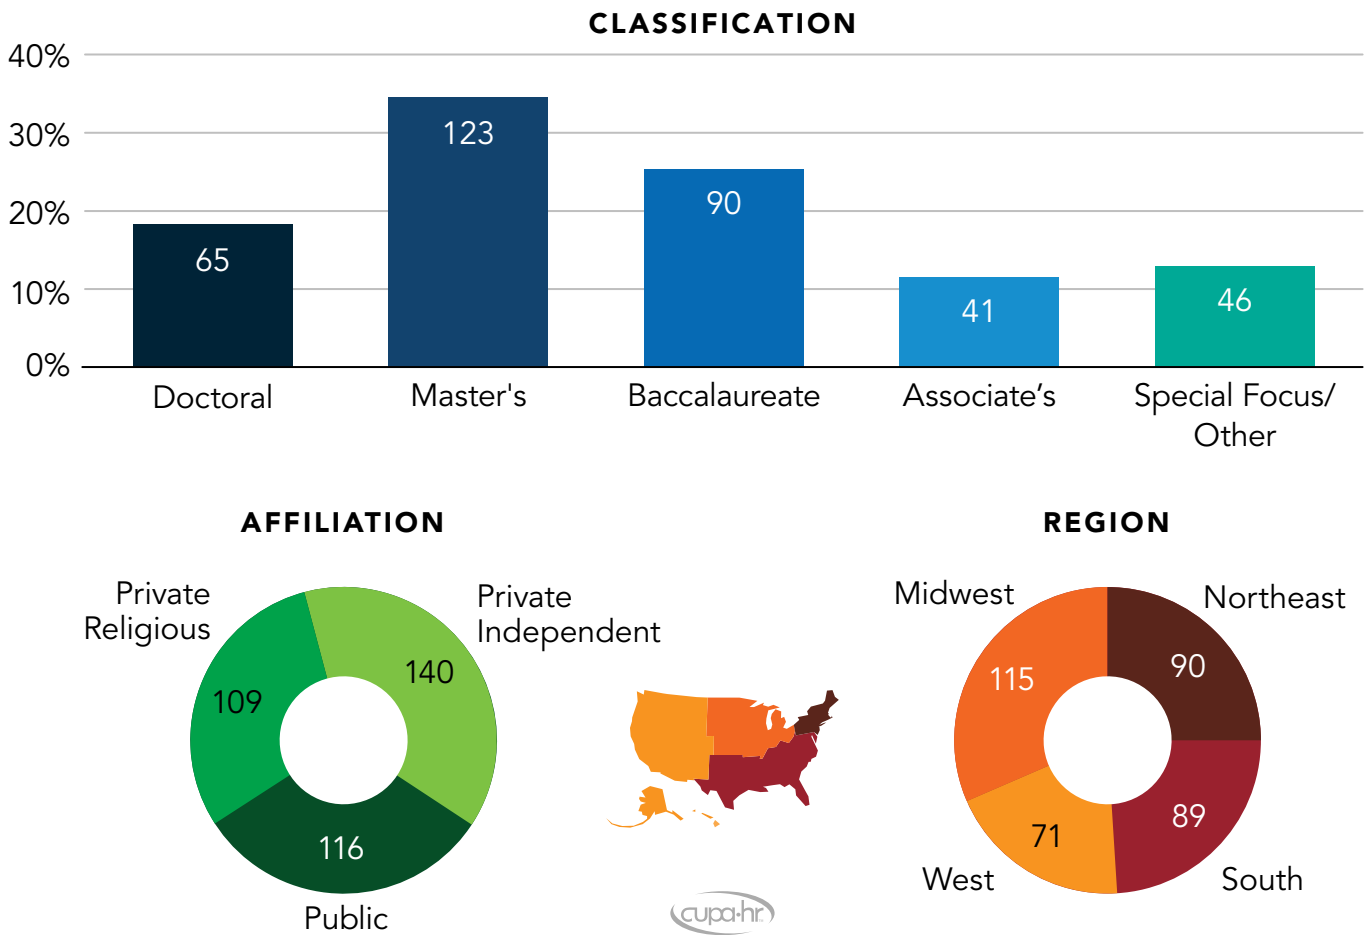 CLASSIFICATION
40%
30%
20%
10%
0%
65
123
90
41
46
Doctoral
Master's
Baccalaureate
Associate’s
Special Focus/
Other
AFFILIATION
Private
Religious
Private
Independent
109
140
116
Public
REGION
Midwest
Northeast
115
90
71
89
West
South
cupa·hr